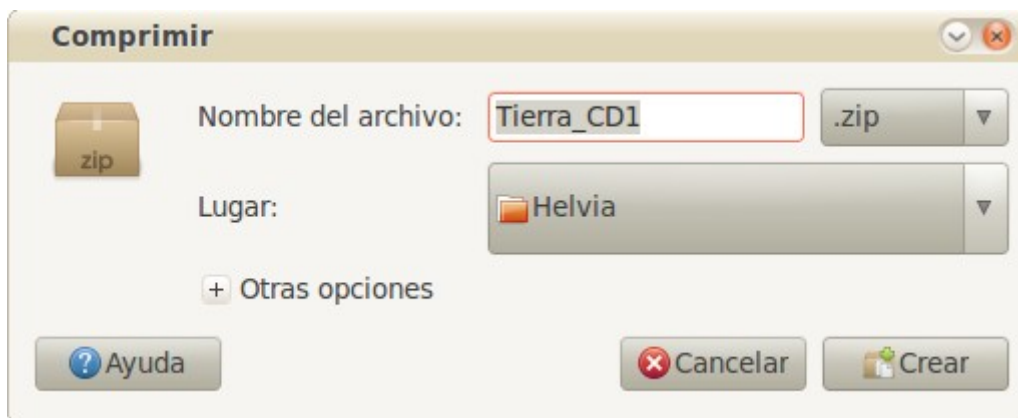 Comprimir
zip
Nombre del archivo: Tierra_CD1 .zip
Lugar: Helvia
+ Otras opciones
? Ayuda Cancelar Crear